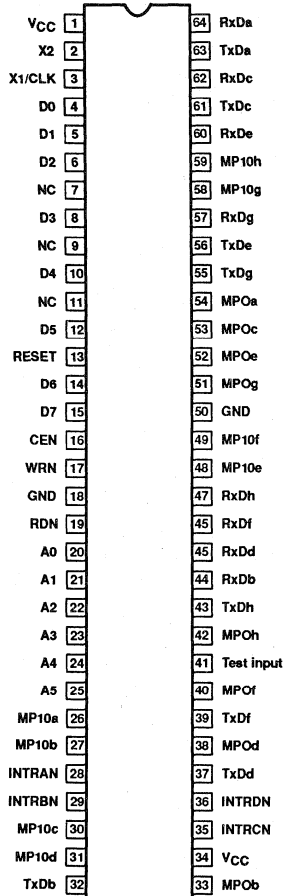 VCC 1 64 RxDa
X2 2 63 TxDa
X1/CLK 3 62 RxDc
D0 4 61 TxDc
D1 5 60 RxDe
D2 6 59 MP10h
NC 7 58 MP10g
D3 8 57 RxDg
NC 9 56 TxDe
D4 10 55 TxDg
NC 11 54 MPOa
D5 12 53 MPOc
RESET 13 52 MPOe
D6 14 51 MPOg
D7 15 50 GND
CEN 16 49 MP10f
WRN 17 48 MP10e
GND 18 47 RxDh
RDN 19 45 RxDf
A0 20 45 RxDd
A1 21 44 RxDb
A2 22 43 TxDh
A3 23 42 MPOh
A4 24 41 Test input
A5 25 40 MPOf
MP10a 26 39 TxDf
MP10b 27 38 MPOd
INTRAN 28 37 TxDd
INTRBN 29 36 INTRDN
MP10c 30 35 INTRCN
MP10d 31 34 VCC
TxDb 32 33 MPOb